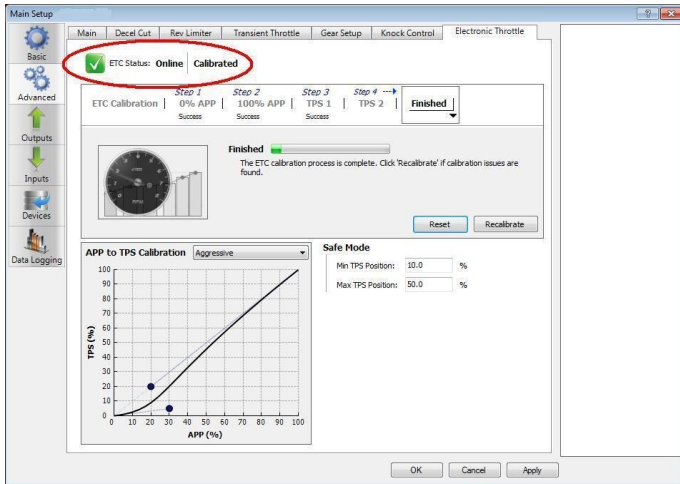 Main Setup
Main Decel Cut Rev Limiter Transient Throttle Gear Setup Knock Control Electronic Throttle
Basic
Advanced
Outputs
Inputs
Devices
Data Logging
ETC Status: Online Calibrated
Step 1 Step 2 Step 3 Step 4
ETC Calibration 0% APP 100% APP TPS 1 TPS 2 Finished
Success Success Success
Finished
The ETC calibration process is complete. Click 'Recalibrate' if calibration issues are
found.
Reset Recalibrate
APP to TPS Calibration Aggressive
100
90
80
70
60
50
40
30
20
10
0
TPS (%)
0 10 20 30 40 50 60 70 80 90 100
APP (%)
Safe Mode
Min TPS Position: 10.0 %
Max TPS Position: 50.0 %
OK Cancel Apply